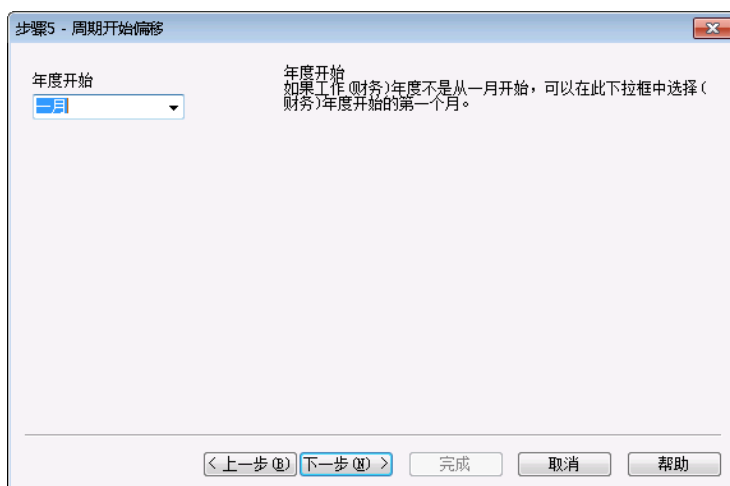 步骤5 - 周期开始偏移
年度开始
一月
年度开始
如果工作(财务)年度不是从一月开始，可以在此下拉框中选择(
财务)年度开始的第一个月。
< 上一步(B)
下一步(N) >
完成
取消
帮助